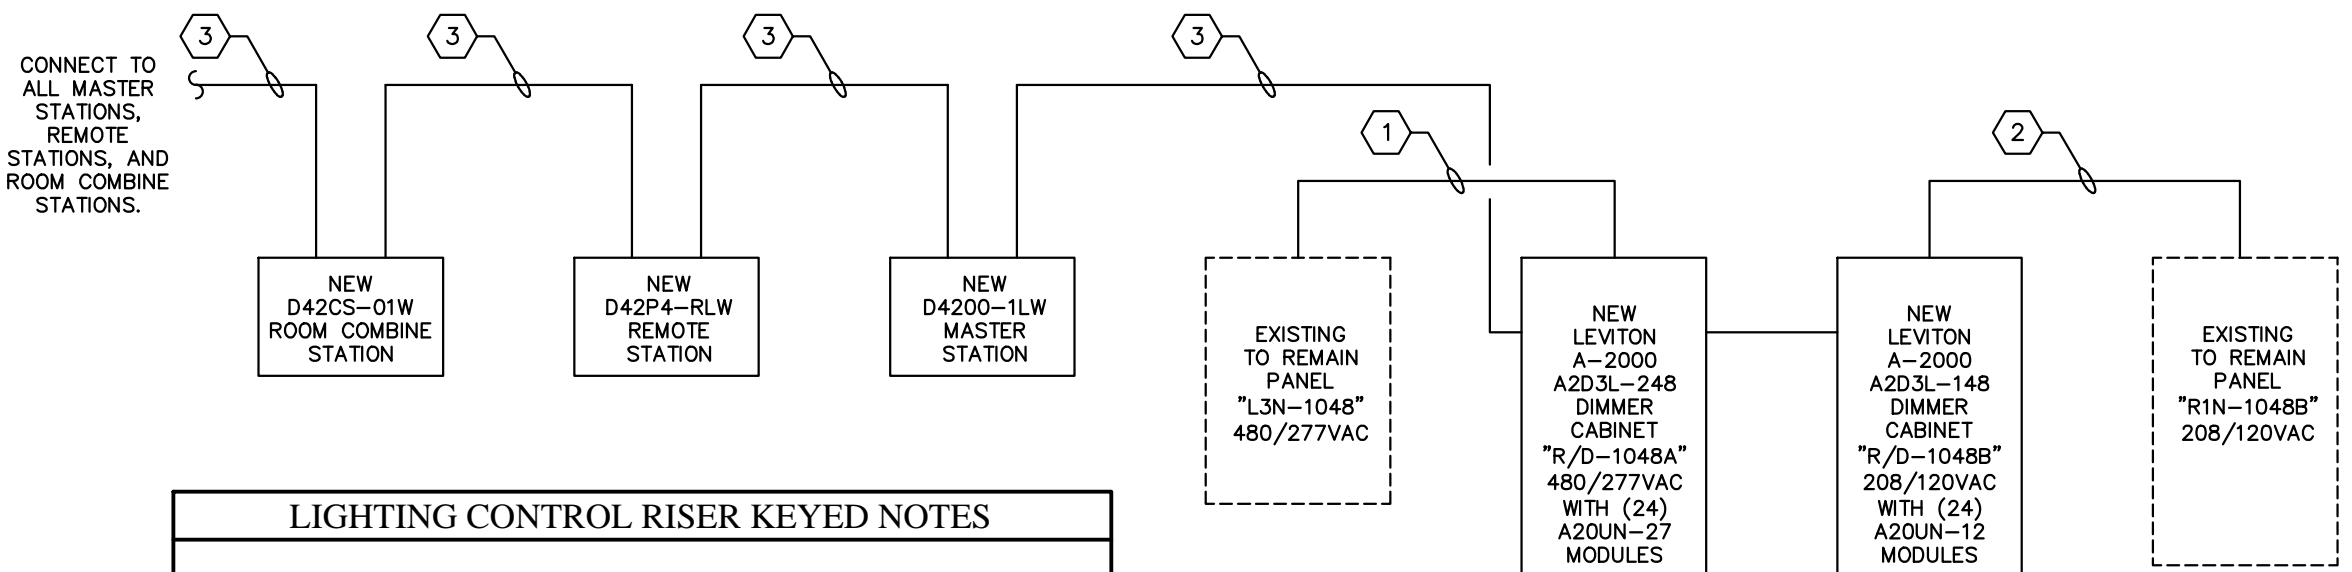 3
3
3
3
CONNECT TO
ALL MASTER
STATIONS,
REMOTE
STATIONS, AND
ROOM COMBINE
STATIONS.
1
2
NEW
D42CS-01W
ROOM COMBINE
STATION
NEW
D42P4-RLW
REMOTE
STATION
NEW
D4200-1LW
MASTER
STATION
EXISTING
TO REMAIN
PANEL
"L3N-1048"
480/277VAC
NEW
LEVITON
A-2000
A2D3L-248
DIMMER
CABINET
"R/D-1048A"
480/277VAC
WITH (24)
A20UN-27
MODULES
NEW
LEVITON
A-2000
A2D3L-148
DIMMER
CABINET
"R/D-1048B"
208/120VAC
WITH (24)
A20UN-12
MODULES
EXISTING
TO REMAIN
PANEL
"R1N-1048B"
208/120VAC
LIGHTING CONTROL RISER KEYED NOTES